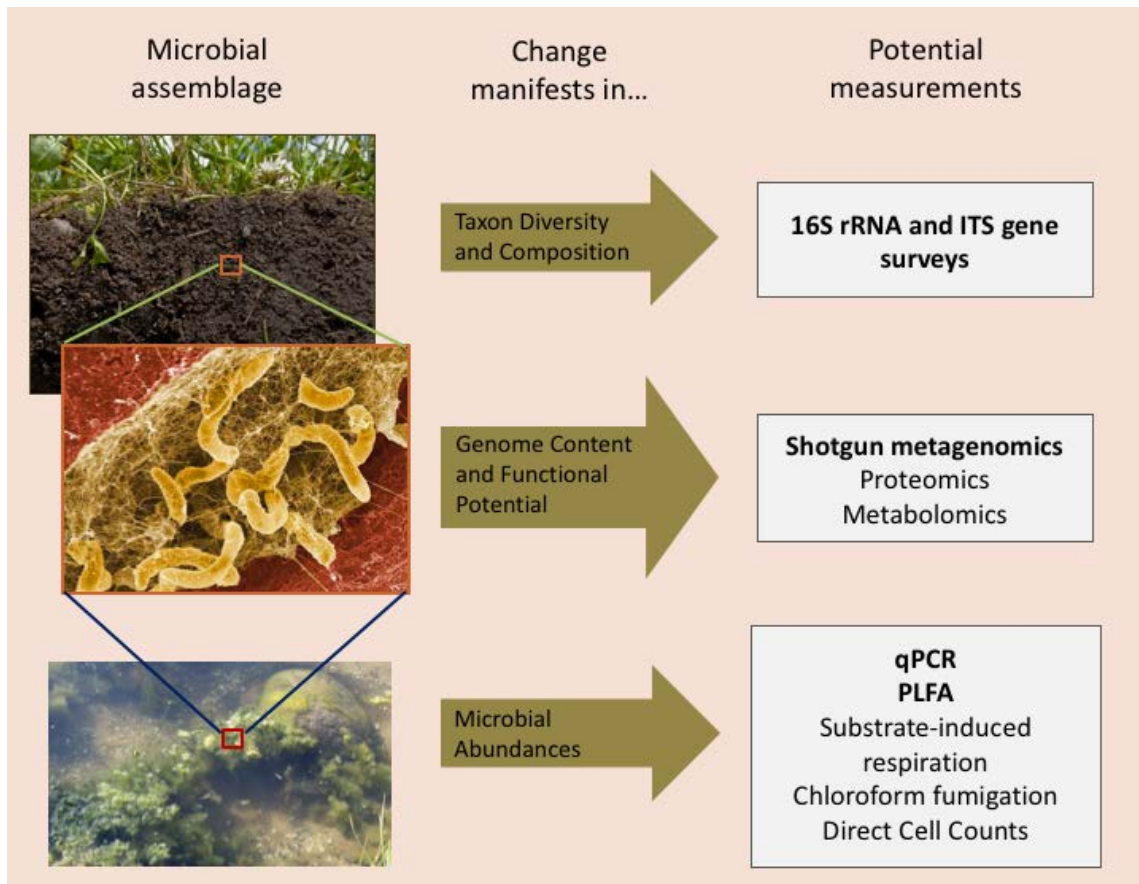 Microbial
assemblage
Change
manifests in...
Potential
measurements
Taxon Diversity
and Composition
16S rRNA and ITS gene
surveys
Genome Content
and Functional
Potential
Shotgun metagenomics
Proteomics
Metabolomics
Microbial
Abundances
qPCR
PLFA
Substrate-induced
respiration
Chloroform fumigation
Direct Cell Counts